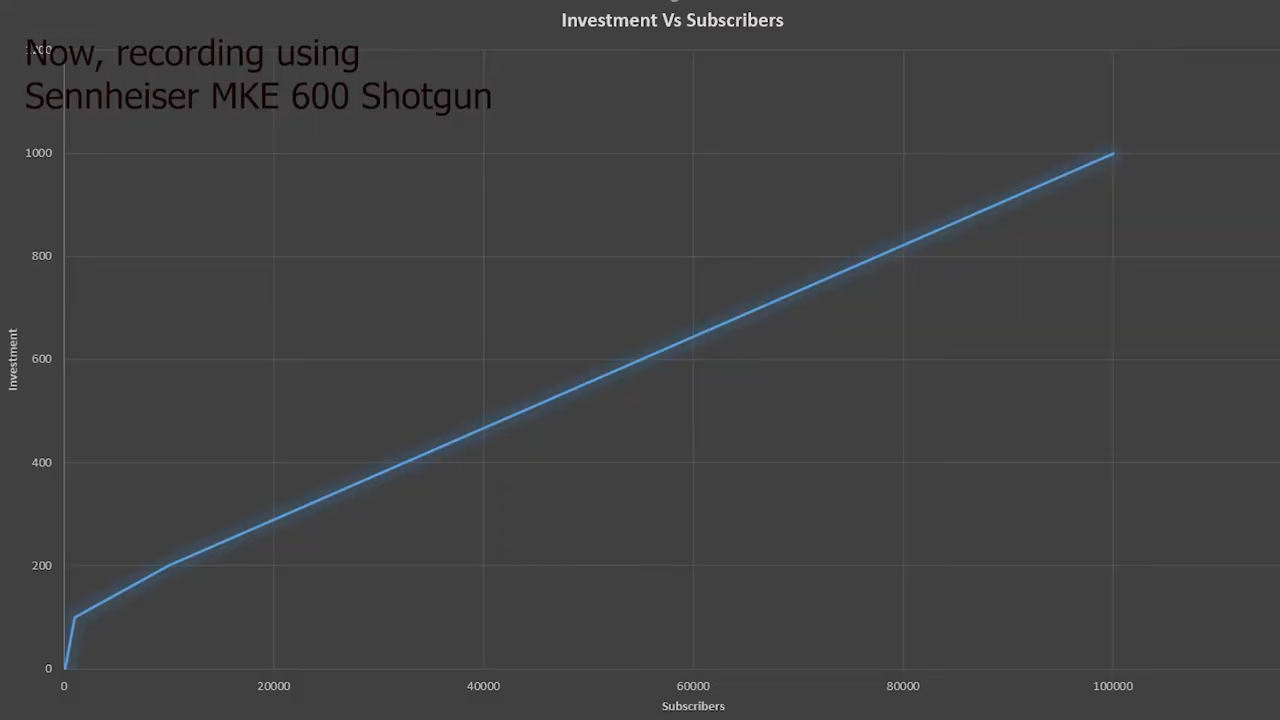 Investment Vs Subscribers
Now, recording using
Sennheiser MKE 600 Shotgun
1200
1000
800
600
400
200
0
Investment
0 20000 40000 60000 80000 100000
Subscribers